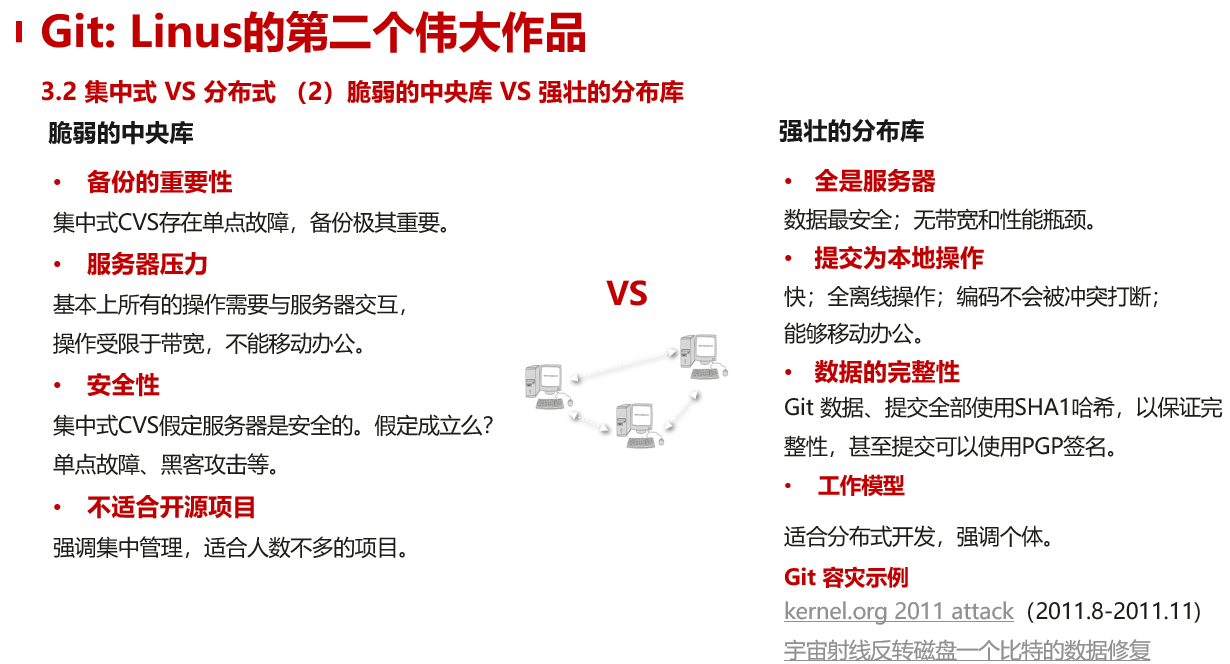 Git: Linus的第二个伟大作品
3.2 集中式 VS 分布式 （2）脆弱的中央库 VS 强壮的分布库
脆弱的中央库
• 备份的重要性
集中式CVS存在单点故障，备份极其重要。
• 服务器压力
基本上所有的操作需要与服务器交互，
操作受限于带宽，不能移动办公。
• 安全性
集中式CVS假定服务器是安全的。假定成立么？
单点故障、黑客攻击等。
• 不适合开源项目
强调集中管理，适合人数不多的项目。
VS
强壮的分布库
• 全是服务器
数据最安全；无带宽和性能瓶颈。
• 提交为本地操作
快；全离线操作；编码不会被冲突打断；
能够移动办公。
• 数据的完整性
Git 数据、提交全部使用SHA1哈希，以保证完
整性，甚至提交可以使用PGP签名。
• 工作模型
适合分布式开发，强调个体。
Git 容灾示例
kernel.org 2011 attack（2011.8-2011.11)
宇宙射线反转磁盘一个比特的数据修复